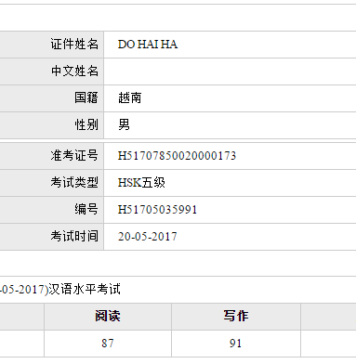 证件姓名 DO HAI HA
中文姓名
国籍 越南
性别 男
准考证号 H51707850020000173
考试类型 HSK五级
编号 H51705035991
考试时间 20-05-2017
-05-2017)汉语水平考试
阅读 写作
87 91